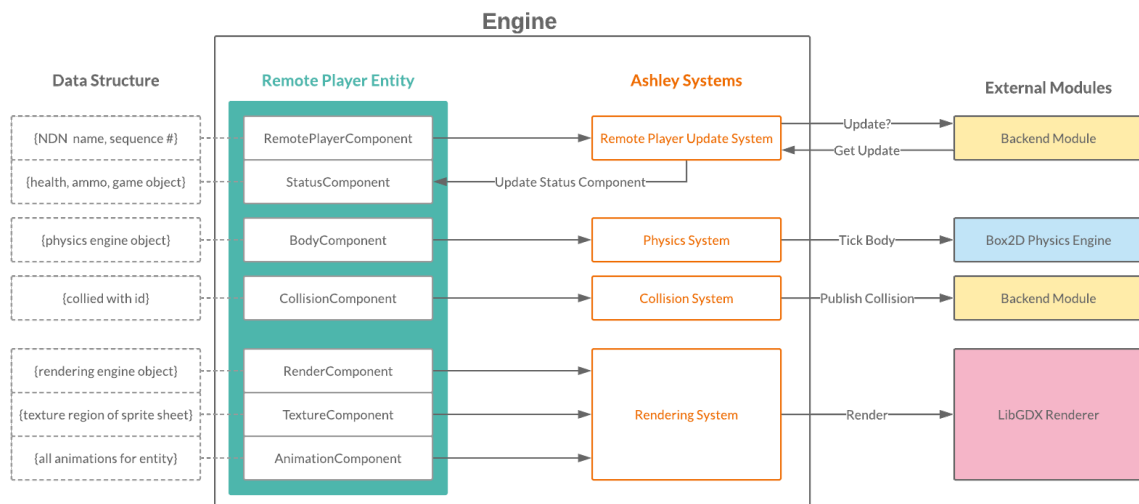 Engine
Data Structure
Remote Player Entity
Ashley Systems
External Modules
{NDN name, sequence #}
RemotePlayerComponent
Remote Player Update System
Update?
Get Update
Backend Module
{health, ammo, game object}
StatusComponent
Update Status Component
{physics engine object}
BodyComponent
Physics System
Tick Body
Box2D Physics Engine
{collied with id}
CollisionComponent
Collision System
Publish Collision
Backend Module
{rendering engine object}
RenderComponent
{texture region of sprite sheet}
TextureComponent
Rendering System
Render
LibGDX Renderer
{all animations for entity}
AnimationComponent